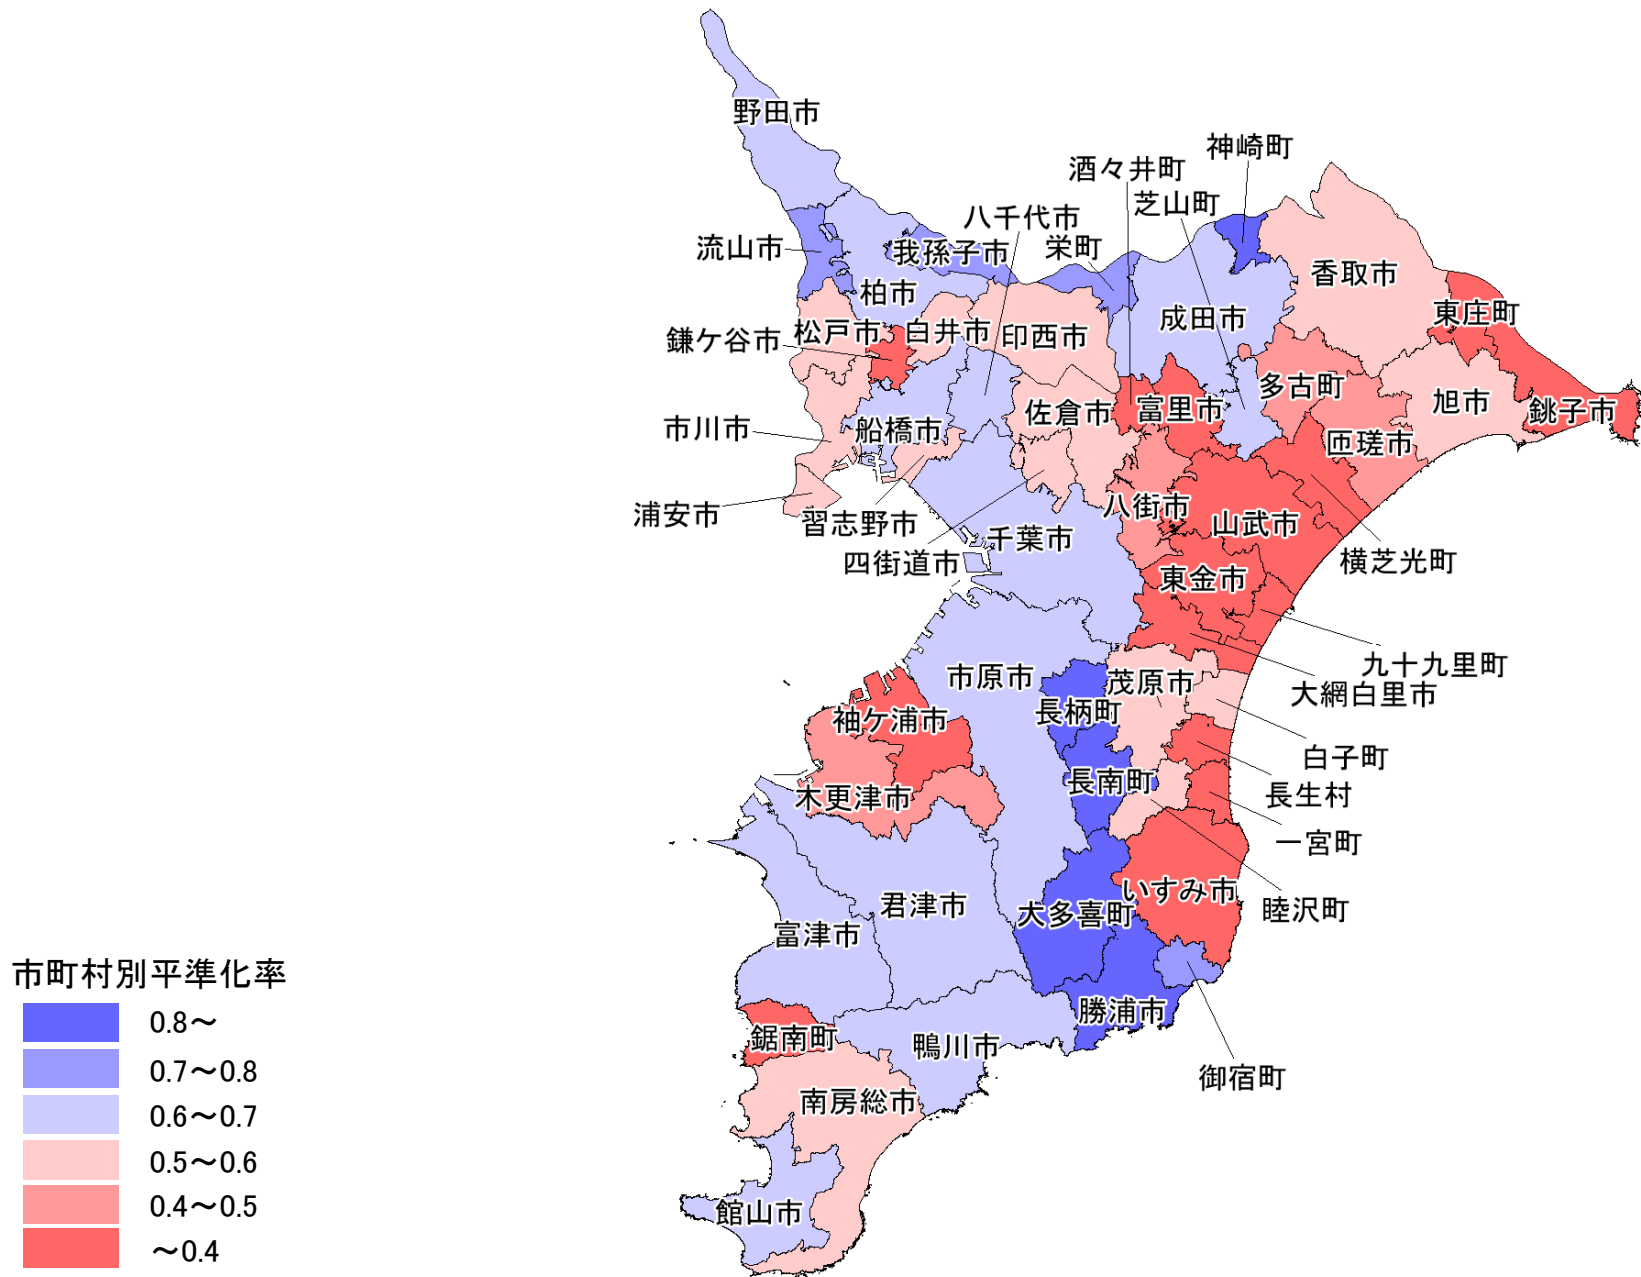 野田市
神崎町
酒々井町
芝山町
八千代市
栄町
流山市
我孫子市
香取市
柏市
東庄町
成田市
鎌ケ谷市
松戸市
白井市
印西市
多古町
旭市
佐倉市
富里市
銚子市
市川市
船橋市
匝瑳市
八街市
浦安市
習志野市
山武市
千葉市
四街道市
横芝光町
東金市
九十九里町
市原市
茂原市
大網白里市
長柄町
袖ケ浦市
白子町
長南町
長生村
木更津市
一宮町
いすみ市
君津市
大多喜町
睦沢町
富津市
勝浦市
鋸南町
鴨川市
御宿町
南房総市
館山市
市町村別平準化率
0.8～
0.7～0.8
0.6～0.7
0.5～0.6
0.4～0.5
～0.4